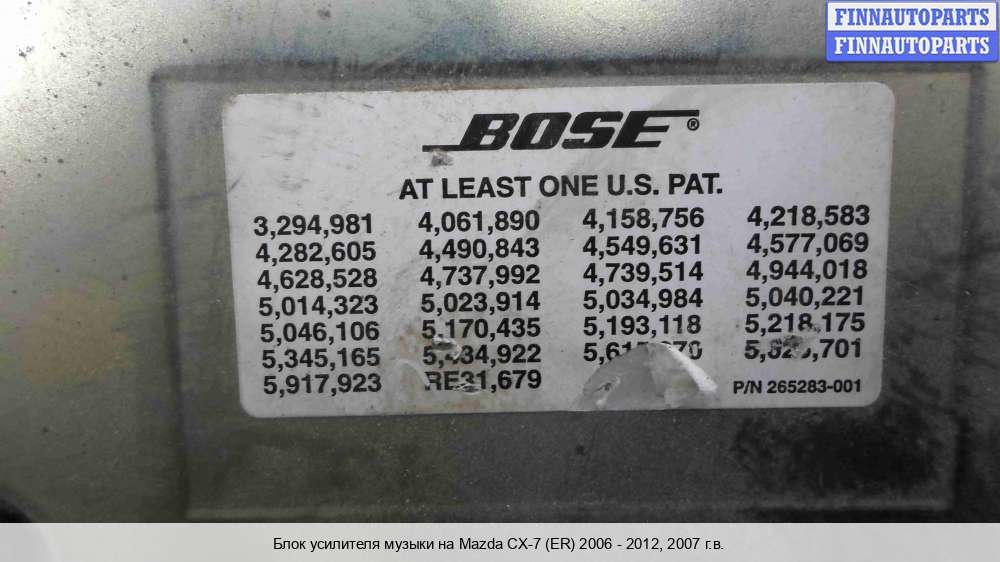 FINNAUTOPARTS
FINNAUTOPARTS
BOSE®
AT LEAST ONE U.S. PAT.
3,294,981 4,061,890 4,158,756 4,218,583
4,282,605 4,490,843 4,549,631 4,577,069
4,628,528 4,737,992 4,739,514 4,944,018
5,014,323 5,023,914 5,034,984 5,040,221
5,046,106 5,170,435 5,193,118 5,218,175
5,345,165 5,434,922
5,917,923 RE31,679 P/N 265283-001
Блок усилителя музыки на Mazda CX-7 (ER) 2006 - 2012, 2007 г.в.